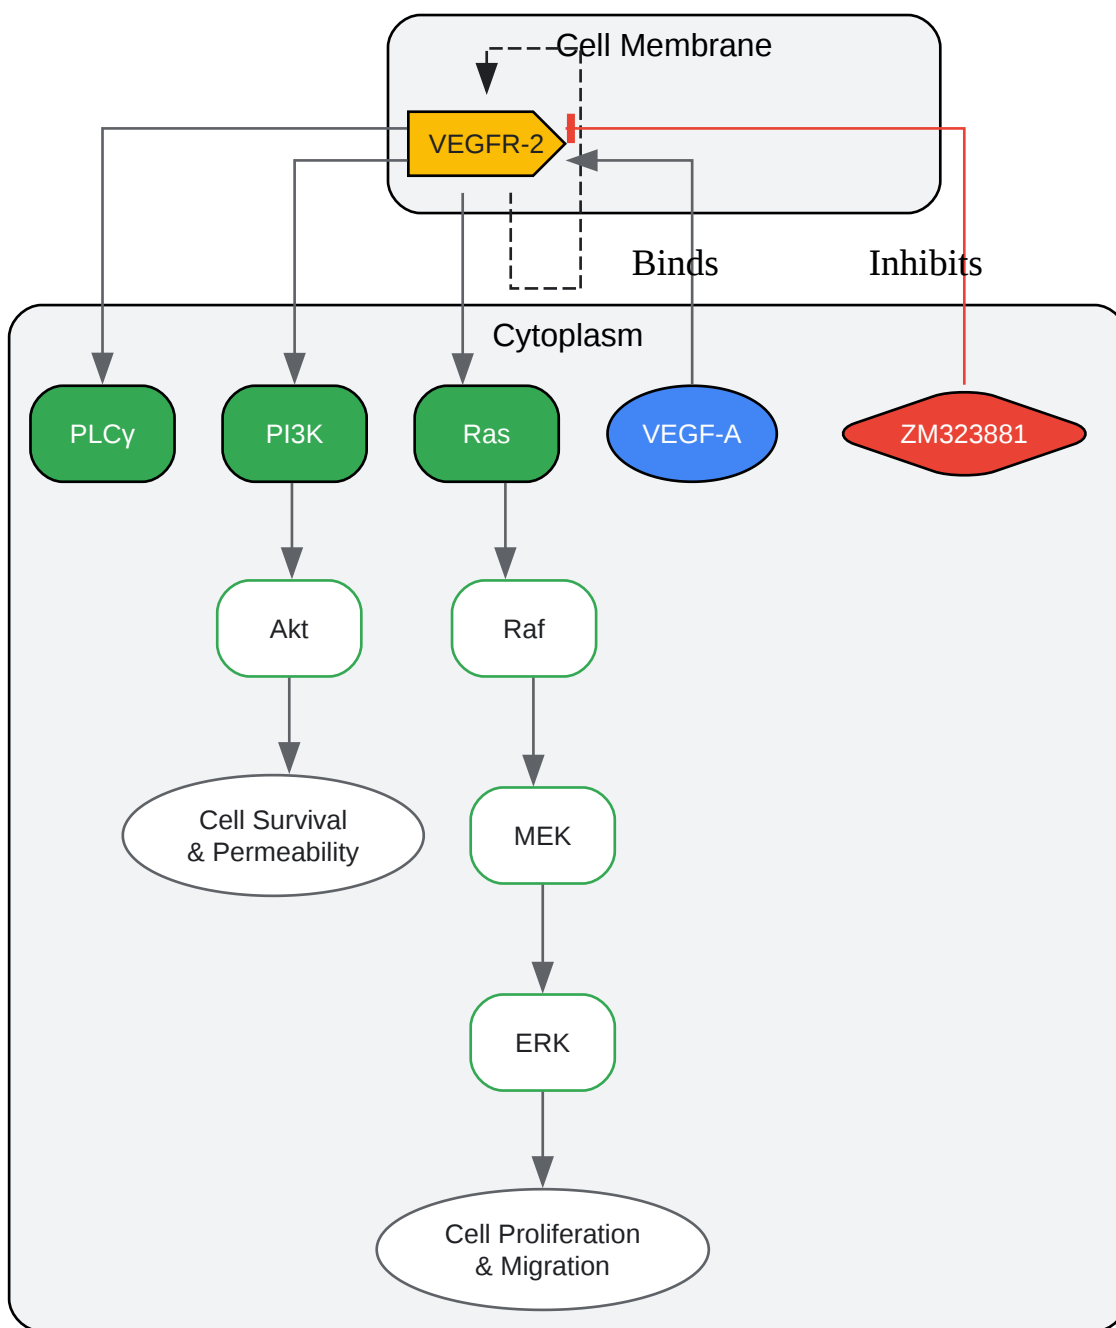 Cell Membrane
VEGFR-2
Binds
Inhibits
Cytoplasm
PLCγ
PI3K
Ras
VEGF-A
ZM323881
Akt
Raf
Cell Survival
& Permeability
MEK
ERK
Cell Proliferation
& Migration